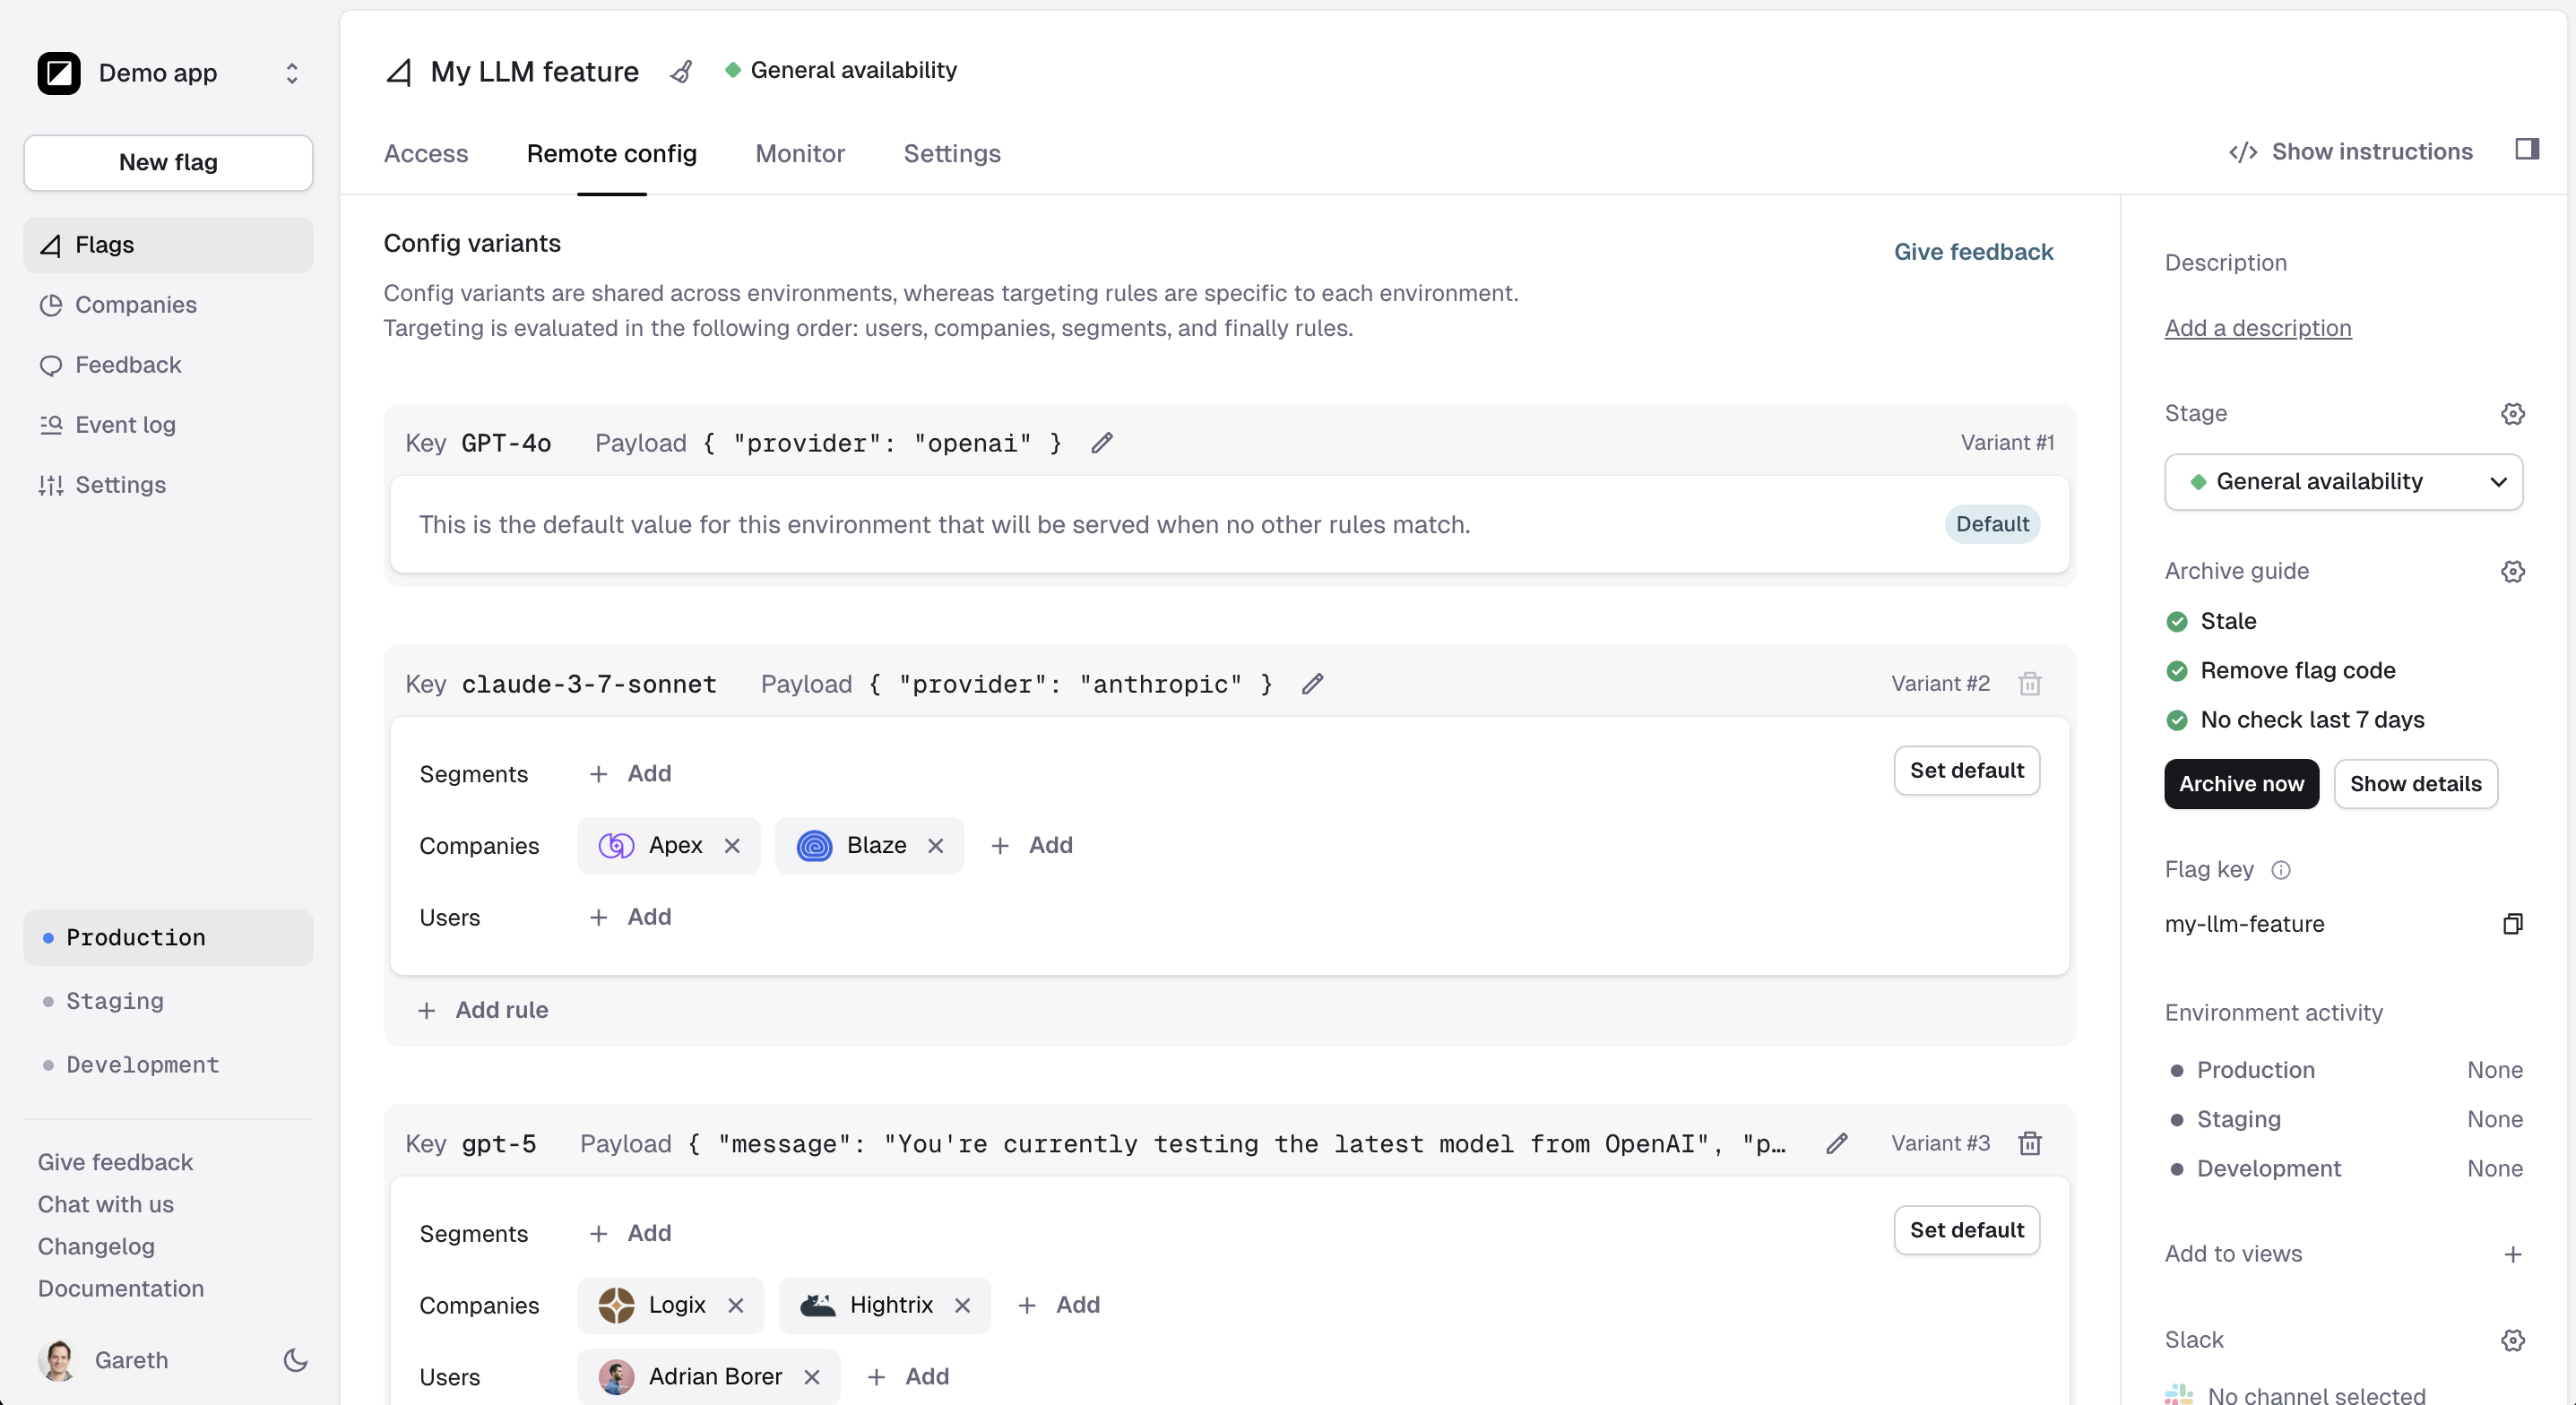 Demo app
New flag
Flags
Companies
Feedback
Event log
Settings
Production
Staging
Development
Give feedback
Chat with us
Changelog
Documentation
Gareth
My LLM feature
General availability
Access
Remote config
Monitor
Settings
Show instructions
Config variants
Give feedback
Config variants are shared across environments, whereas targeting rules are specific to each environment.
Targeting is evaluated in the following order: users, companies, segments, and finally rules.
Key GPT-4o Payload { "provider": "openai" } Variant #1
This is the default value for this environment that will be served when no other rules match. Default
Key claude-3-7-sonnet Payload { "provider": "anthropic" } Variant #2
Segments + Add Set default
Companies Apex Blaze + Add
Users + Add
+ Add rule
Key gpt-5 Payload { "message": "You're currently testing the latest model from OpenAI", "p… Variant #3
Segments + Add Set default
Companies Logix Hightrix + Add
Users Adrian Borer + Add
Description
Add a description
Stage
General availability
Archive guide
Stale
Remove flag code
No check last 7 days
Archive now Show details
Flag key
my-llm-feature
Environment activity
Production None
Staging None
Development None
Add to views +
Slack
No channel selected